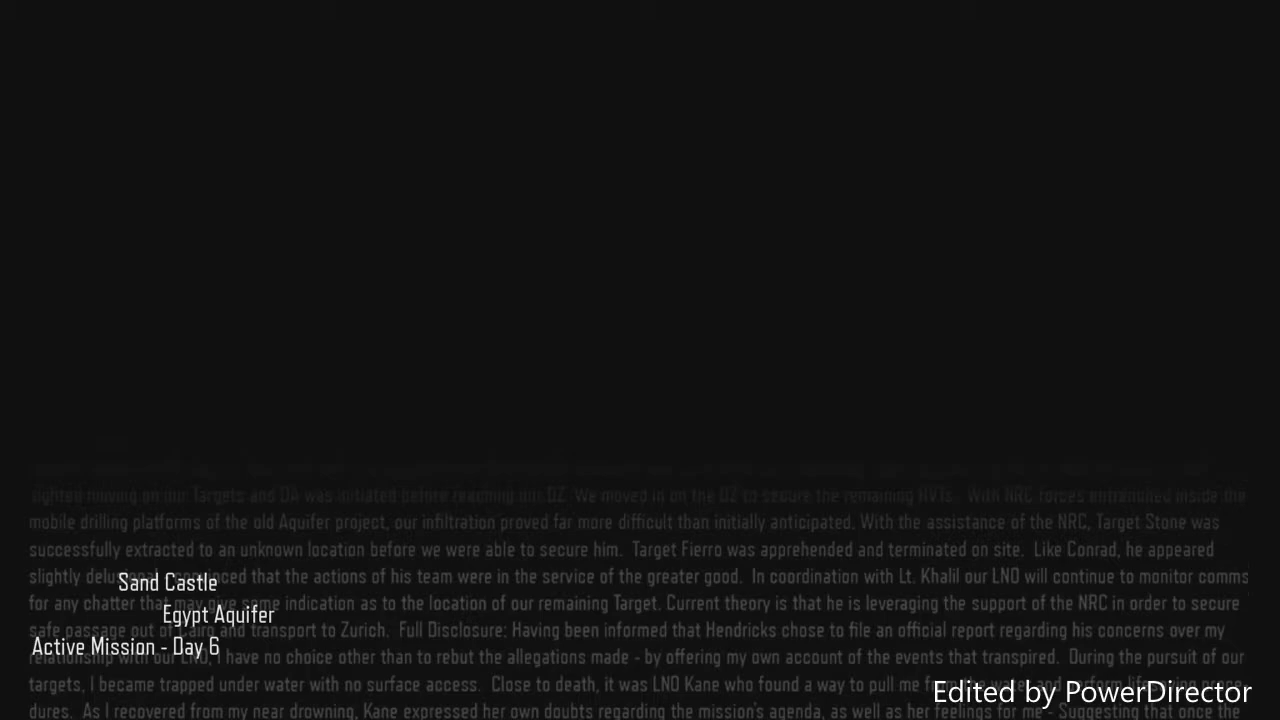 sighted moving on our Targets and DA was initiated before reaching our DZ. We moved in on the DZ to secure the remaining HVTs. With NRC forces entrenched inside the
mobile drilling platforms of the old Aquifer project, our infiltration proved far more difficult than initially anticipated. With the assistance of the NRC, Target Stone was
successfully extracted to an unknown location before we were able to secure him. Target Fierro was apprehended and terminated on site. Like Conrad, he appeared
slightly convinced that the actions of his team were in the service of the greater good. In coordination with Lt. Khalil our LNO will continue to monitor comms
Sand Castle
for any chatter that may give some indication as to the location of our remaining Target. Current theory is that he is leveraging the support of the NRC in order to secure
Egypt Aquifer
safe passage out of Cairo and transport to Zurich. Full Disclosure: Having been informed that Hendricks chose to file an official report regarding his concerns over my
Active Mission - Day 6
relationship with our LNO, I have no choice other than to rebut the allegations made - by offering my own account of the events that transpired. During the pursuit of our
targets, I became trapped under water with no surface access. Close to death, it was LNO Kane who found a way to pull me
Edited by PowerDirector
dures. As I recovered from my near drowning, Kane expressed her own doubts regarding the mission's agenda, as well as her feelings for me - Suggesting that once the